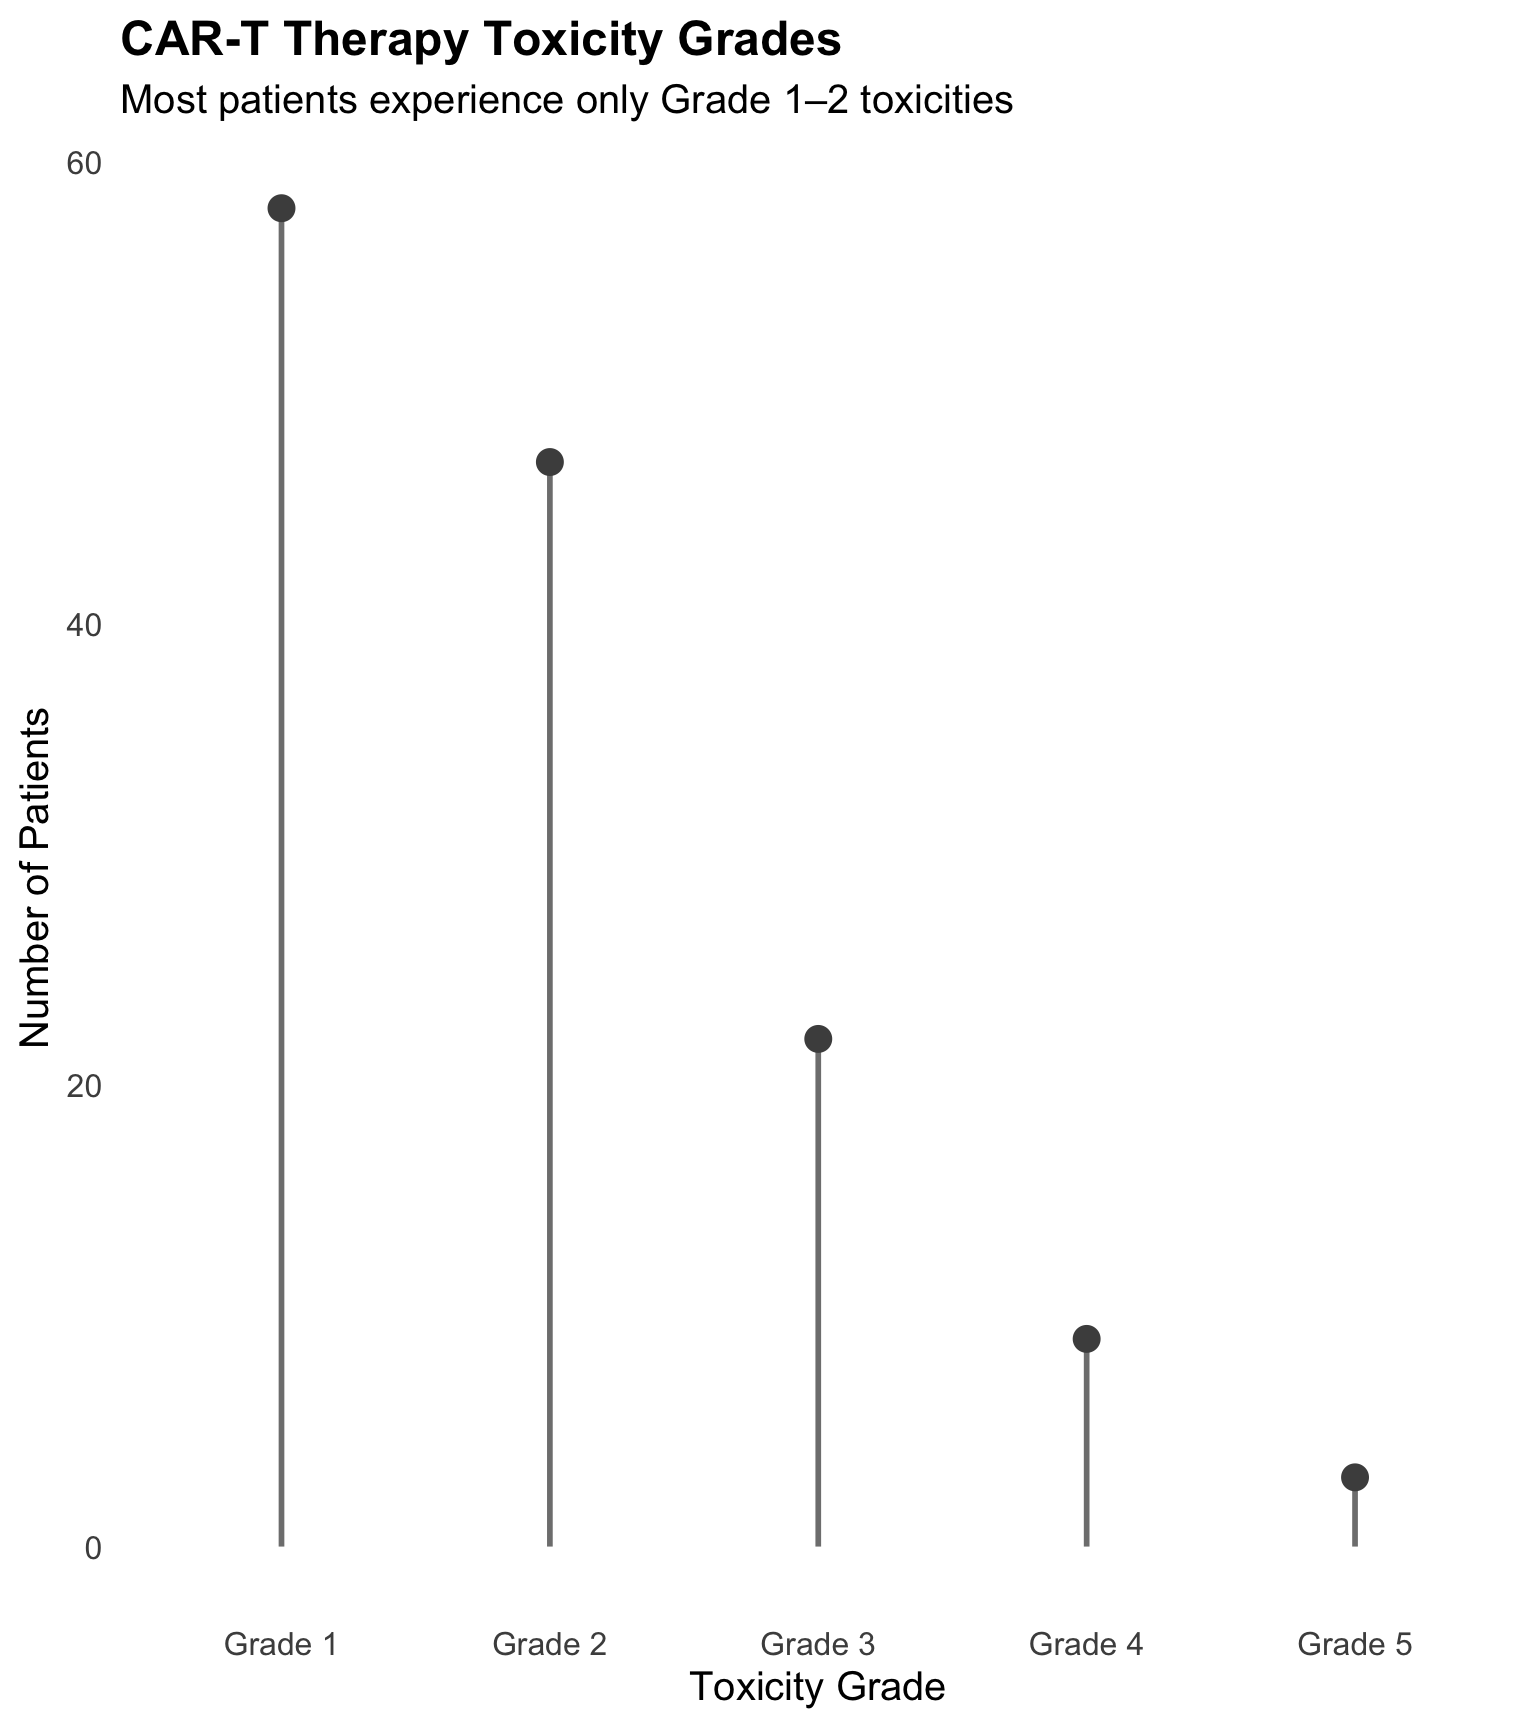 CAR-T Therapy Toxicity Grades
Most patients experience only Grade 1–2 toxicities
60
40
20
0
Number of Patients
Grade 1 Grade 2 Grade 3 Grade 4 Grade 5
Toxicity Grade